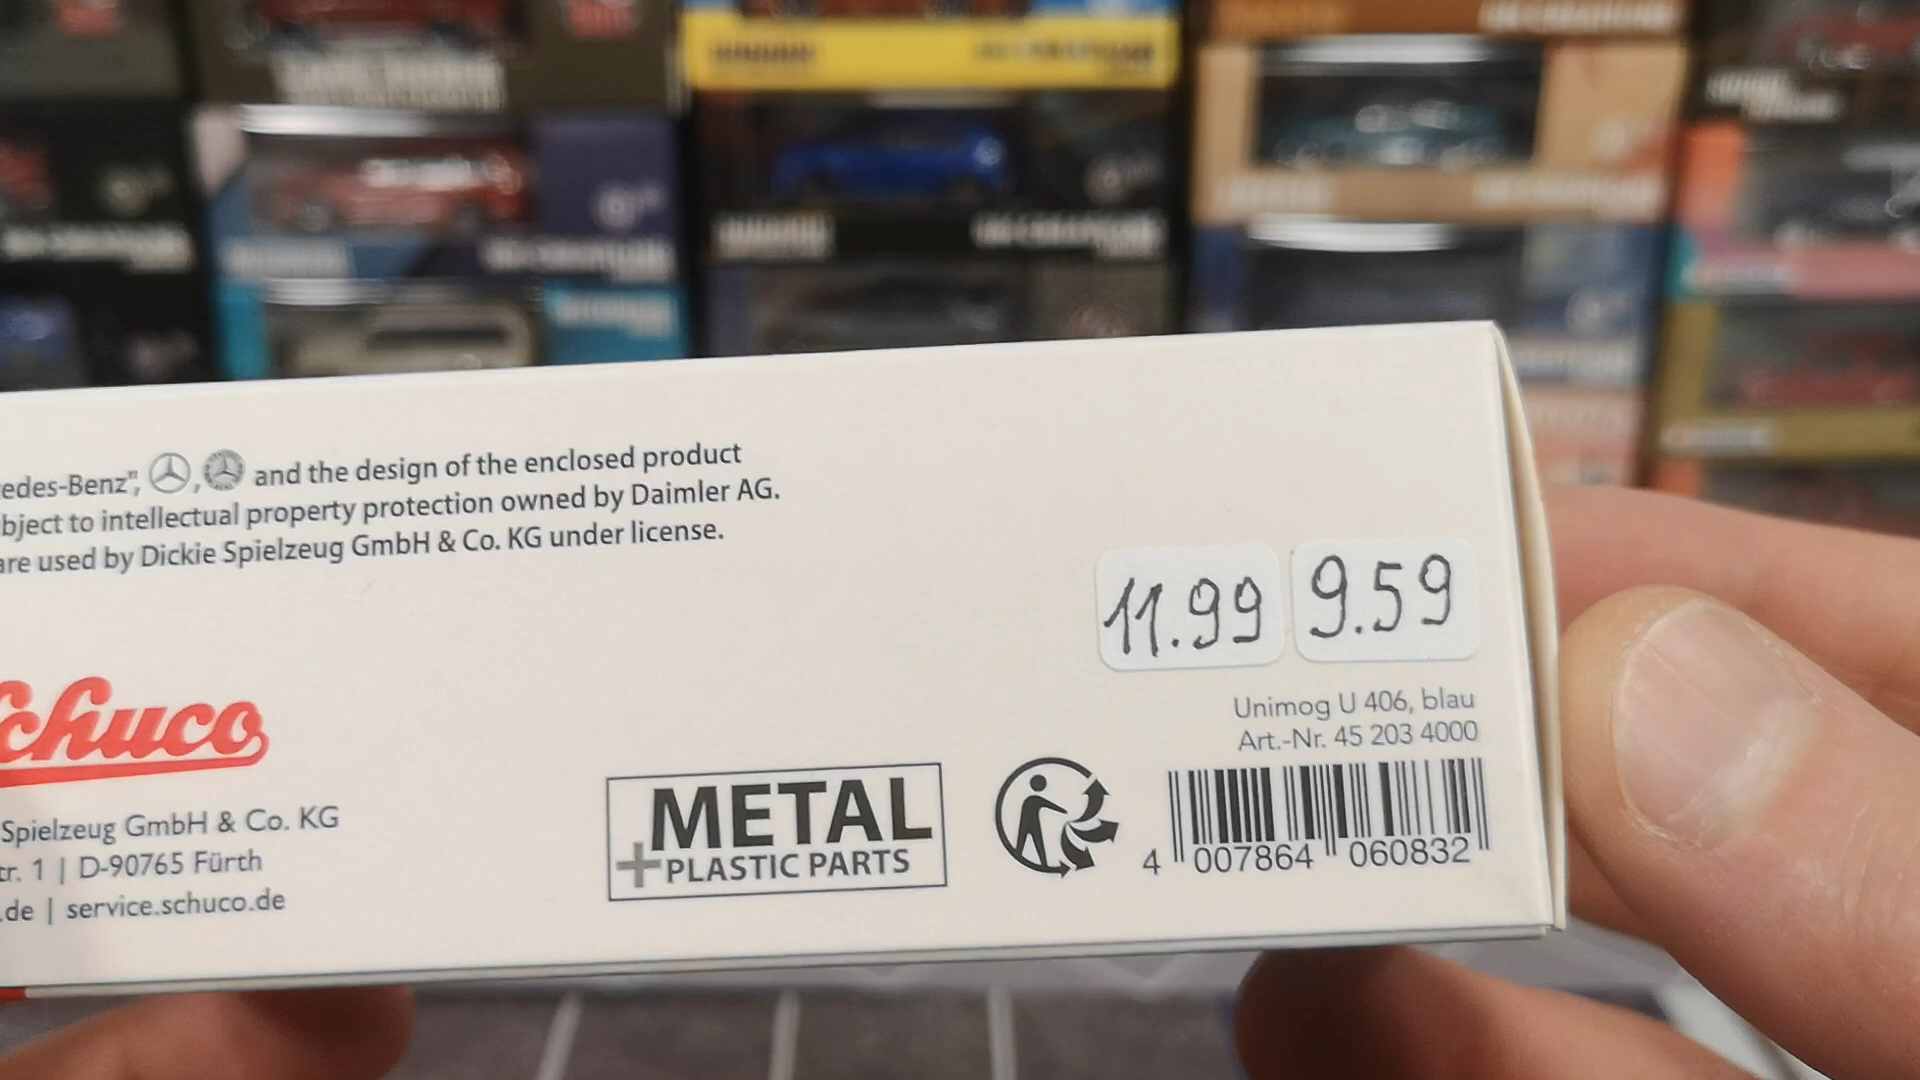 edes-Benz", and the design of the enclosed product
bject to intellectual property protection owned by Daimler AG.
are used by Dickie Spielzeug GmbH & Co. KG under license.
11.99 9.59
Unimog U 406, blau
Art.-Nr. 45 203 4000
Schuco
Spielzeug GmbH & Co. KG
tr. 1 | D-90765 Fürth
.de | service.schuco.de
METAL
+PLASTIC PARTS
4 007864 060832